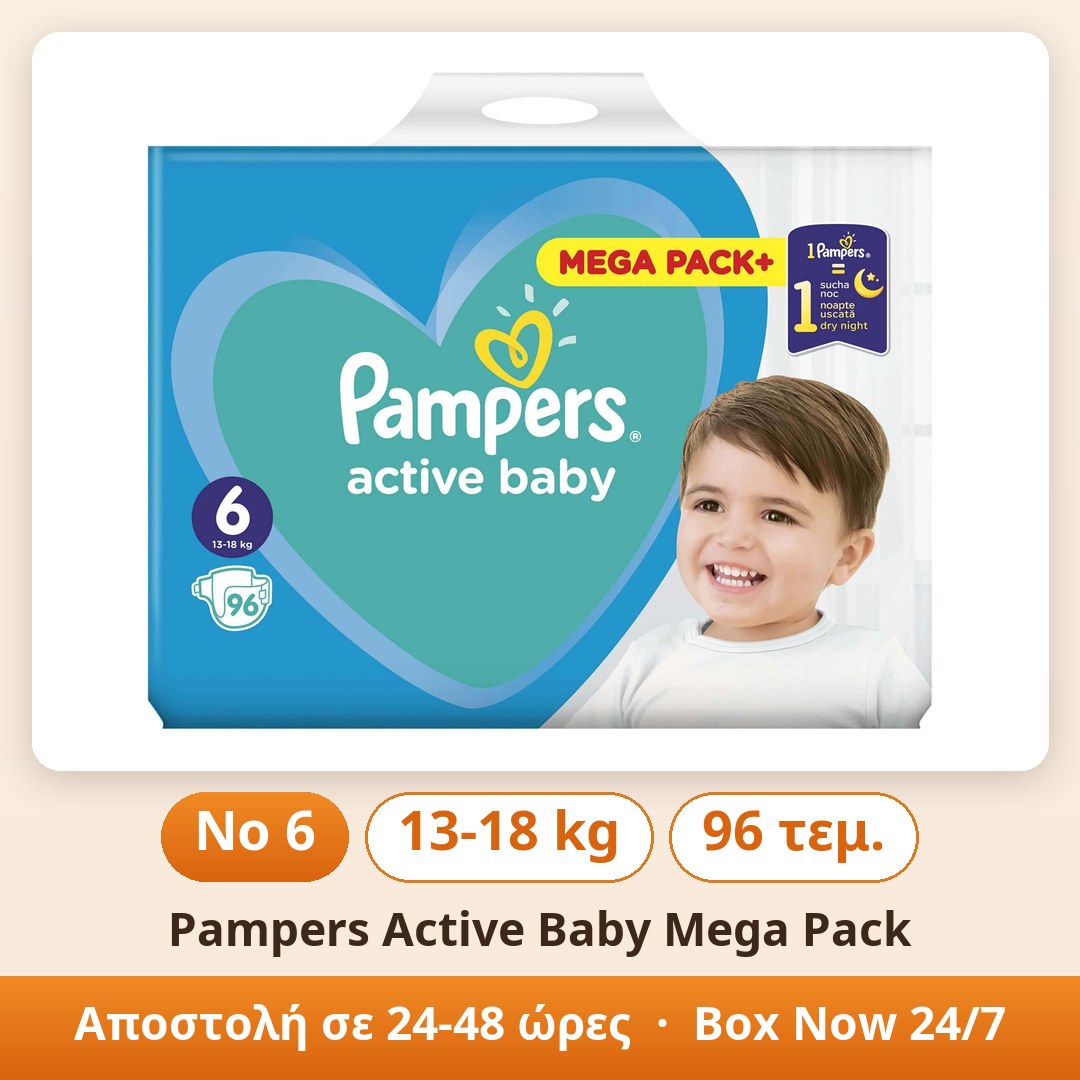 MEGA PACK+
1 Pampers®
=
1 sucha noc
noapte uscată
dry night
Pampers®
active baby
6
13-18 kg
96
No 6
13-18 kg
96 τεμ.
Pampers Active Baby Mega Pack
Αποστολή σε 24-48 ώρες · Box Now 24/7